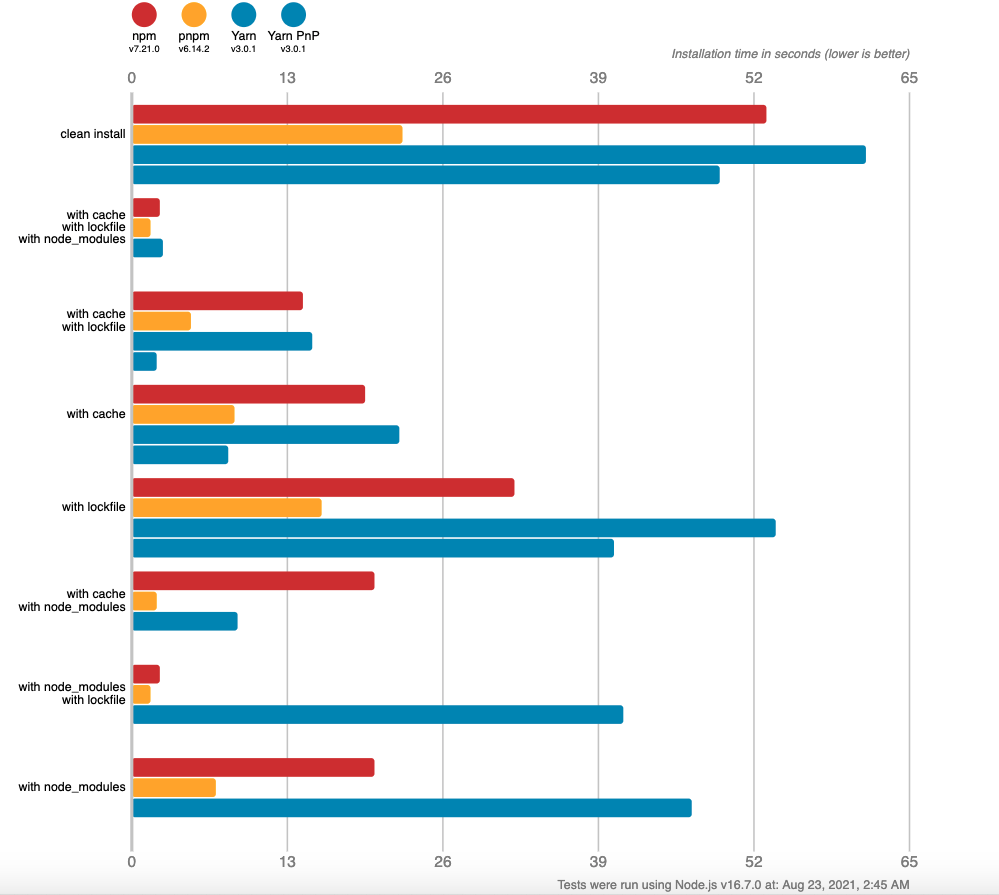 npm pnpm Yarn Yarn PnP
v7.21.0 v6.14.2 v3.0.1 v3.0.1
Installation time in seconds (lower is better)
0 13 26 39 52 65
clean install
with cache
with lockfile
with node_modules
with cache
with lockfile
with cache
with lockfile
with cache
with node_modules
with node_modules
with lockfile
with node_modules
0 13 26 39 52 65
Tests were run using Node.js v16.7.0 at: Aug 23, 2021, 2:45 AM